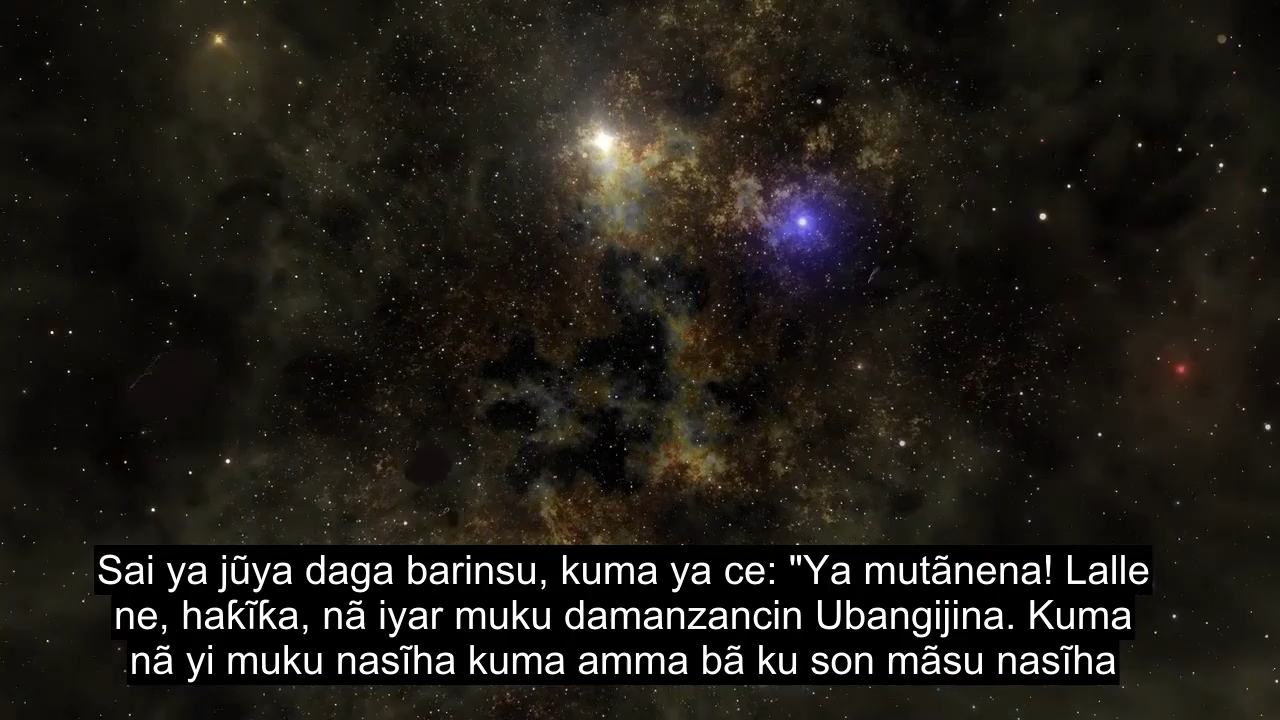 Sai ya jũya daga barinsu, kuma ya ce: "Ya mutãnena! Lalle
ne, haƙĩƙa, nã iyar muku damanzancin Ubangijina. Kuma
nã yi muku nasĩha kuma amma bã ku son mãsu nasĩha